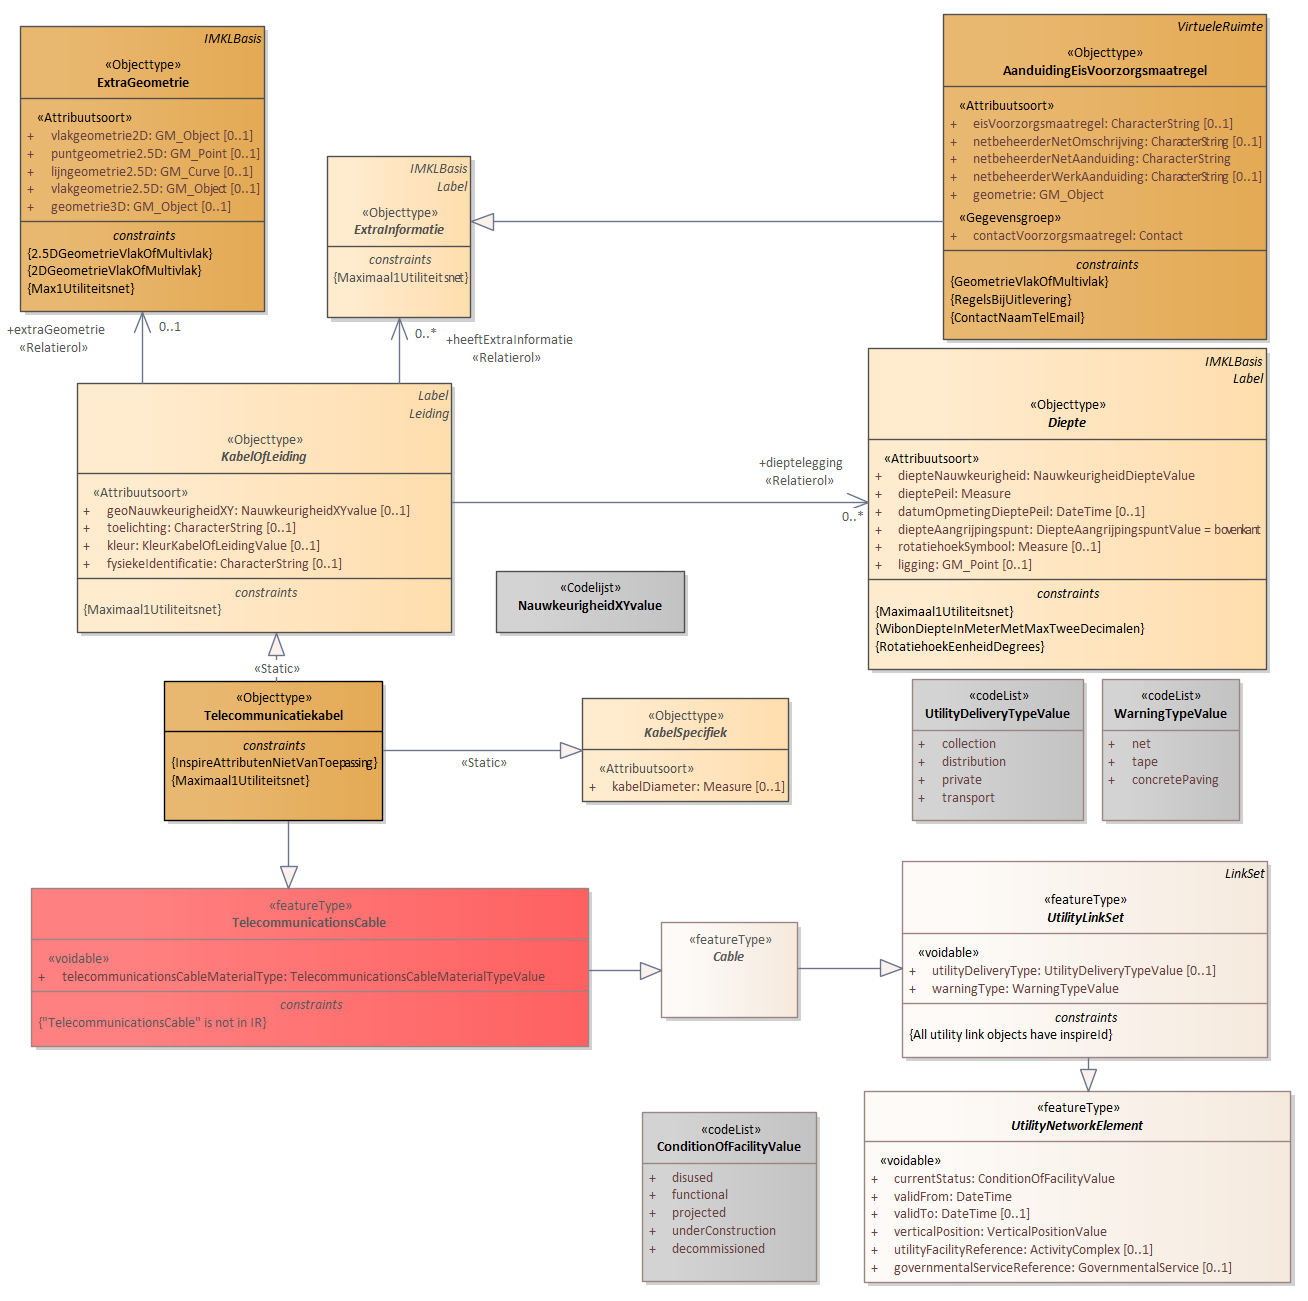 IMKLBasis
«Objecttype»
ExtraGeometrie
«Attribuutsoort»
+ vlakgeometrie2D: GM_Object [0..1]
+ puntgeometrie2.5D: GM_Point [0..1]
+ lijngeometrie2.5D: GM_Curve [0..1]
+ vlakgeometrie2.5D: GM_Object [0..1]
+ geometrie3D: GM_Object [0..1]
constraints
{2.5DGeometrieVlakOfMultivlak}
{2DGeometrieVlakOfMultivlak}
{Max1Utiliteitsnet}
+extraGeometrie
«Relatierol»
0..1
IMKLBasis
Label
«Objecttype»
ExtraInformatie
constraints
{Maximaal1Utiliteitsnet}
0..*
+heeftExtraInformatie
«Relatierol»
VirtueleRuimte
«Objecttype»
AanduidingEisVoorzorgsmaatregel
«Attribuutsoort»
+ eisVoorzorgsmaatregel: CharacterString [0..1]
+ netbeheerderNetOmschrijving: CharacterString [0..1]
+ netbeheerderNetAanduiding: CharacterString
+ netbeheerderWerkAanduiding: CharacterString [0..1]
+ geometrie: GM_Object
«Gegevensgroep»
+ contactVoorzorgsmaatregel: Contact
constraints
{GeometrieVlakOfMultivlak}
{RegelsBijUitlevering}
{ContactNaamTelEmail}
Label
Leiding
«Objecttype»
KabelOfLeiding
«Attribuutsoort»
+ geoNauwkeurigheidXY: NauwkeurigheidXYvalue [0..1]
+ toelichting: CharacterString [0..1]
+ kleur: KleurKabelOfLeidingValue [0..1]
+ fysiekeIdentificatie: CharacterString [0..1]
constraints
{Maximaal1Utiliteitsnet}
+dieptelegging
«Relatierol»
0..*
IMKLBasis
Label
«Objecttype»
Diepte
«Attribuutsoort»
+ diepteNauwkeurigheid: NauwkeurigheidDiepteValue
+ dieptePeil: Measure
+ datumOpmetingDieptePeil: DateTime [0..1]
+ diepteAangrijpingspunt: DiepteAangrijpingspuntValue = bovenkant
+ rotatiehoekSymbool: Measure [0..1]
+ ligging: GM_Point [0..1]
constraints
{Maximaal1Utiliteitsnet}
{WibonDiepteInMeterMetMaxTweeDecimalen}
{RotatiehoekEenheidDegrees}
«Codelijst»
NauwkeurigheidXYvalue
«Static»
«Objecttype»
Telecommunicatiekabel
constraints
{InspireAttributenNietVanToepassing}
{Maximaal1Utiliteitsnet}
«Static»
«Objecttype»
KabelSpecifiek
«Attribuutsoort»
+ kabelDiameter: Measure [0..1]
«codeList»
UtilityDeliveryTypeValue
+ collection
+ distribution
+ private
+ transport
«codeList»
WarningTypeValue
+ net
+ tape
+ concretePaving
«featureType»
TelecommunicationsCable
«voidable»
+ telecommunicationsCableMaterialType: TelecommunicationsCableMaterialTypeValue
constraints
{"TelecommunicationsCable" is not in IR}
«featureType»
Cable
LinkSet
«featureType»
UtilityLinkSet
«voidable»
+ utilityDeliveryType: UtilityDeliveryTypeValue [0..1]
+ warningType: WarningTypeValue
constraints
{All utility link objects have inspireId}
«codeList»
ConditionOfFacilityValue
+ disused
+ functional
+ projected
+ underConstruction
+ decommissioned
«featureType»
UtilityNetworkElement
«voidable»
+ currentStatus: ConditionOfFacilityValue
+ validFrom: DateTime
+ validTo: DateTime [0..1]
+ verticalPosition: VerticalPositionValue
+ utilityFacilityReference: ActivityComplex [0..1]
+ governmentalServiceReference: GovernmentalService [0..1]